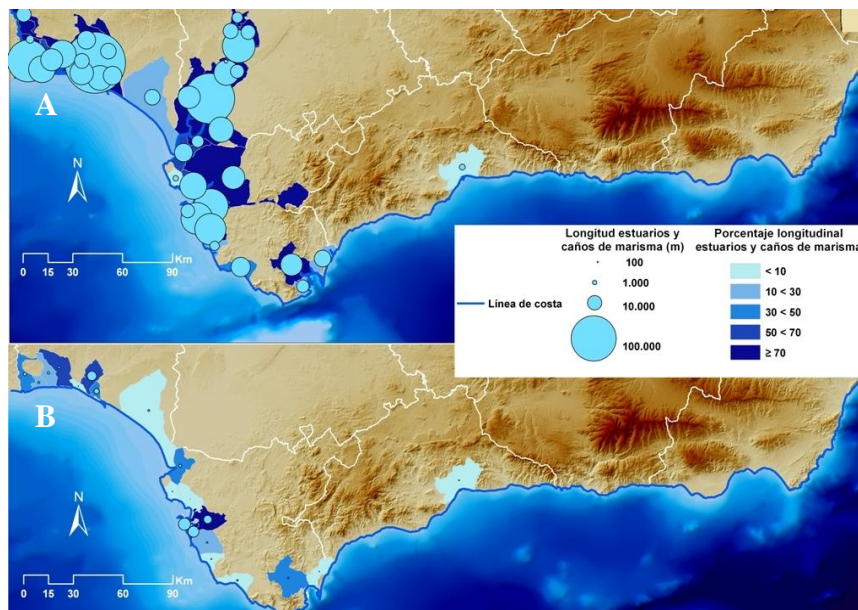 A
N
Km
0 15 30 60 90
Longitud estuarios y
caños de marisma (m)
100
1.000
10.000
100.000
Línea de costa
Porcentaje longitudinal
estuarios y caños de marisma
< 10
10 < 30
30 < 50
50 < 70
≥ 70
B
N
Km
0 15 30 60 90